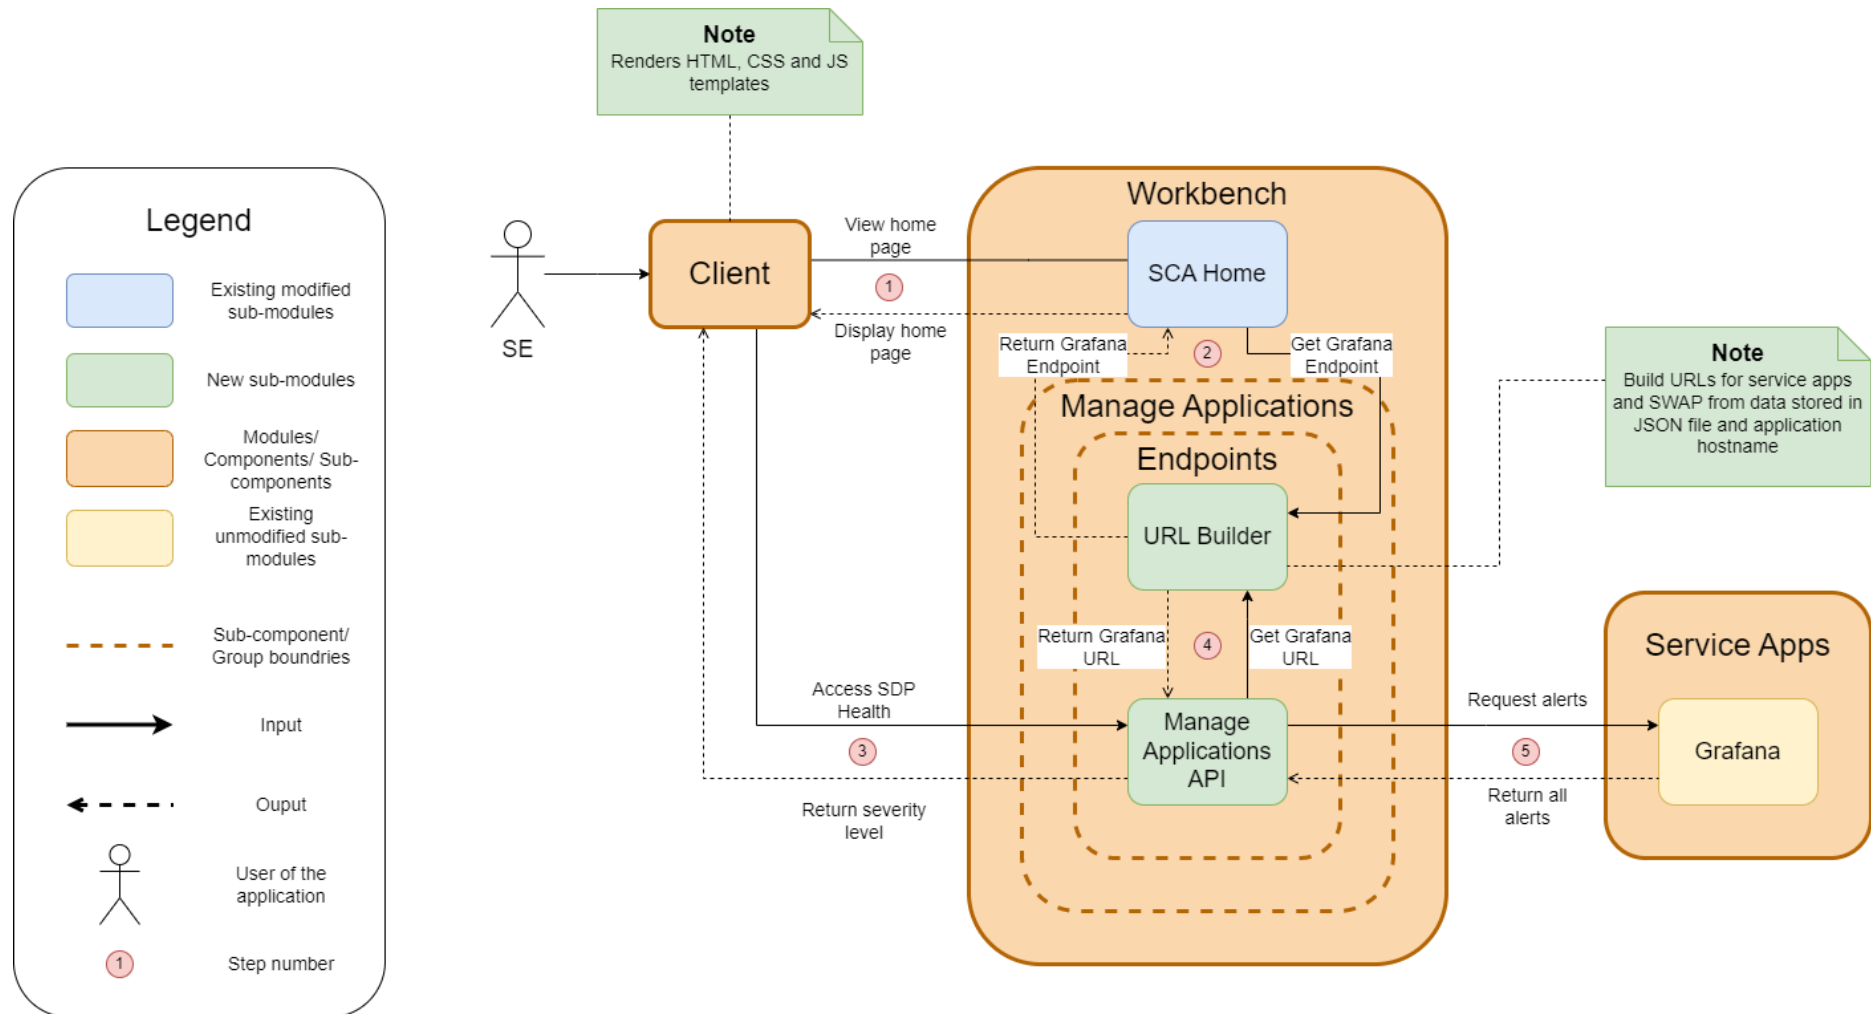 Note
Renders HTML, CSS and JS
templates
Legend
Existing modified
sub-modules
New sub-modules
Modules/
Components/ Sub-
components
Existing
unmodified sub-
modules
Sub-component/
Group boundries
Input
Ouput
User of the
application
1
Step number
SE
Client
View home
page
1
Display home
page
Workbench
SCA Home
Return Grafana
Endpoint
2
Get Grafana
Endpoint
Manage Applications
Endpoints
URL Builder
Note
Build URLs for service apps
and SWAP from data stored in
JSON file and application
hostname
Return Grafana
URL
4
Get Grafana
URL
Access SDP
Health
3
Return severity
level
Manage
Applications
API
Request alerts
5
Return all
alerts
Service Apps
Grafana